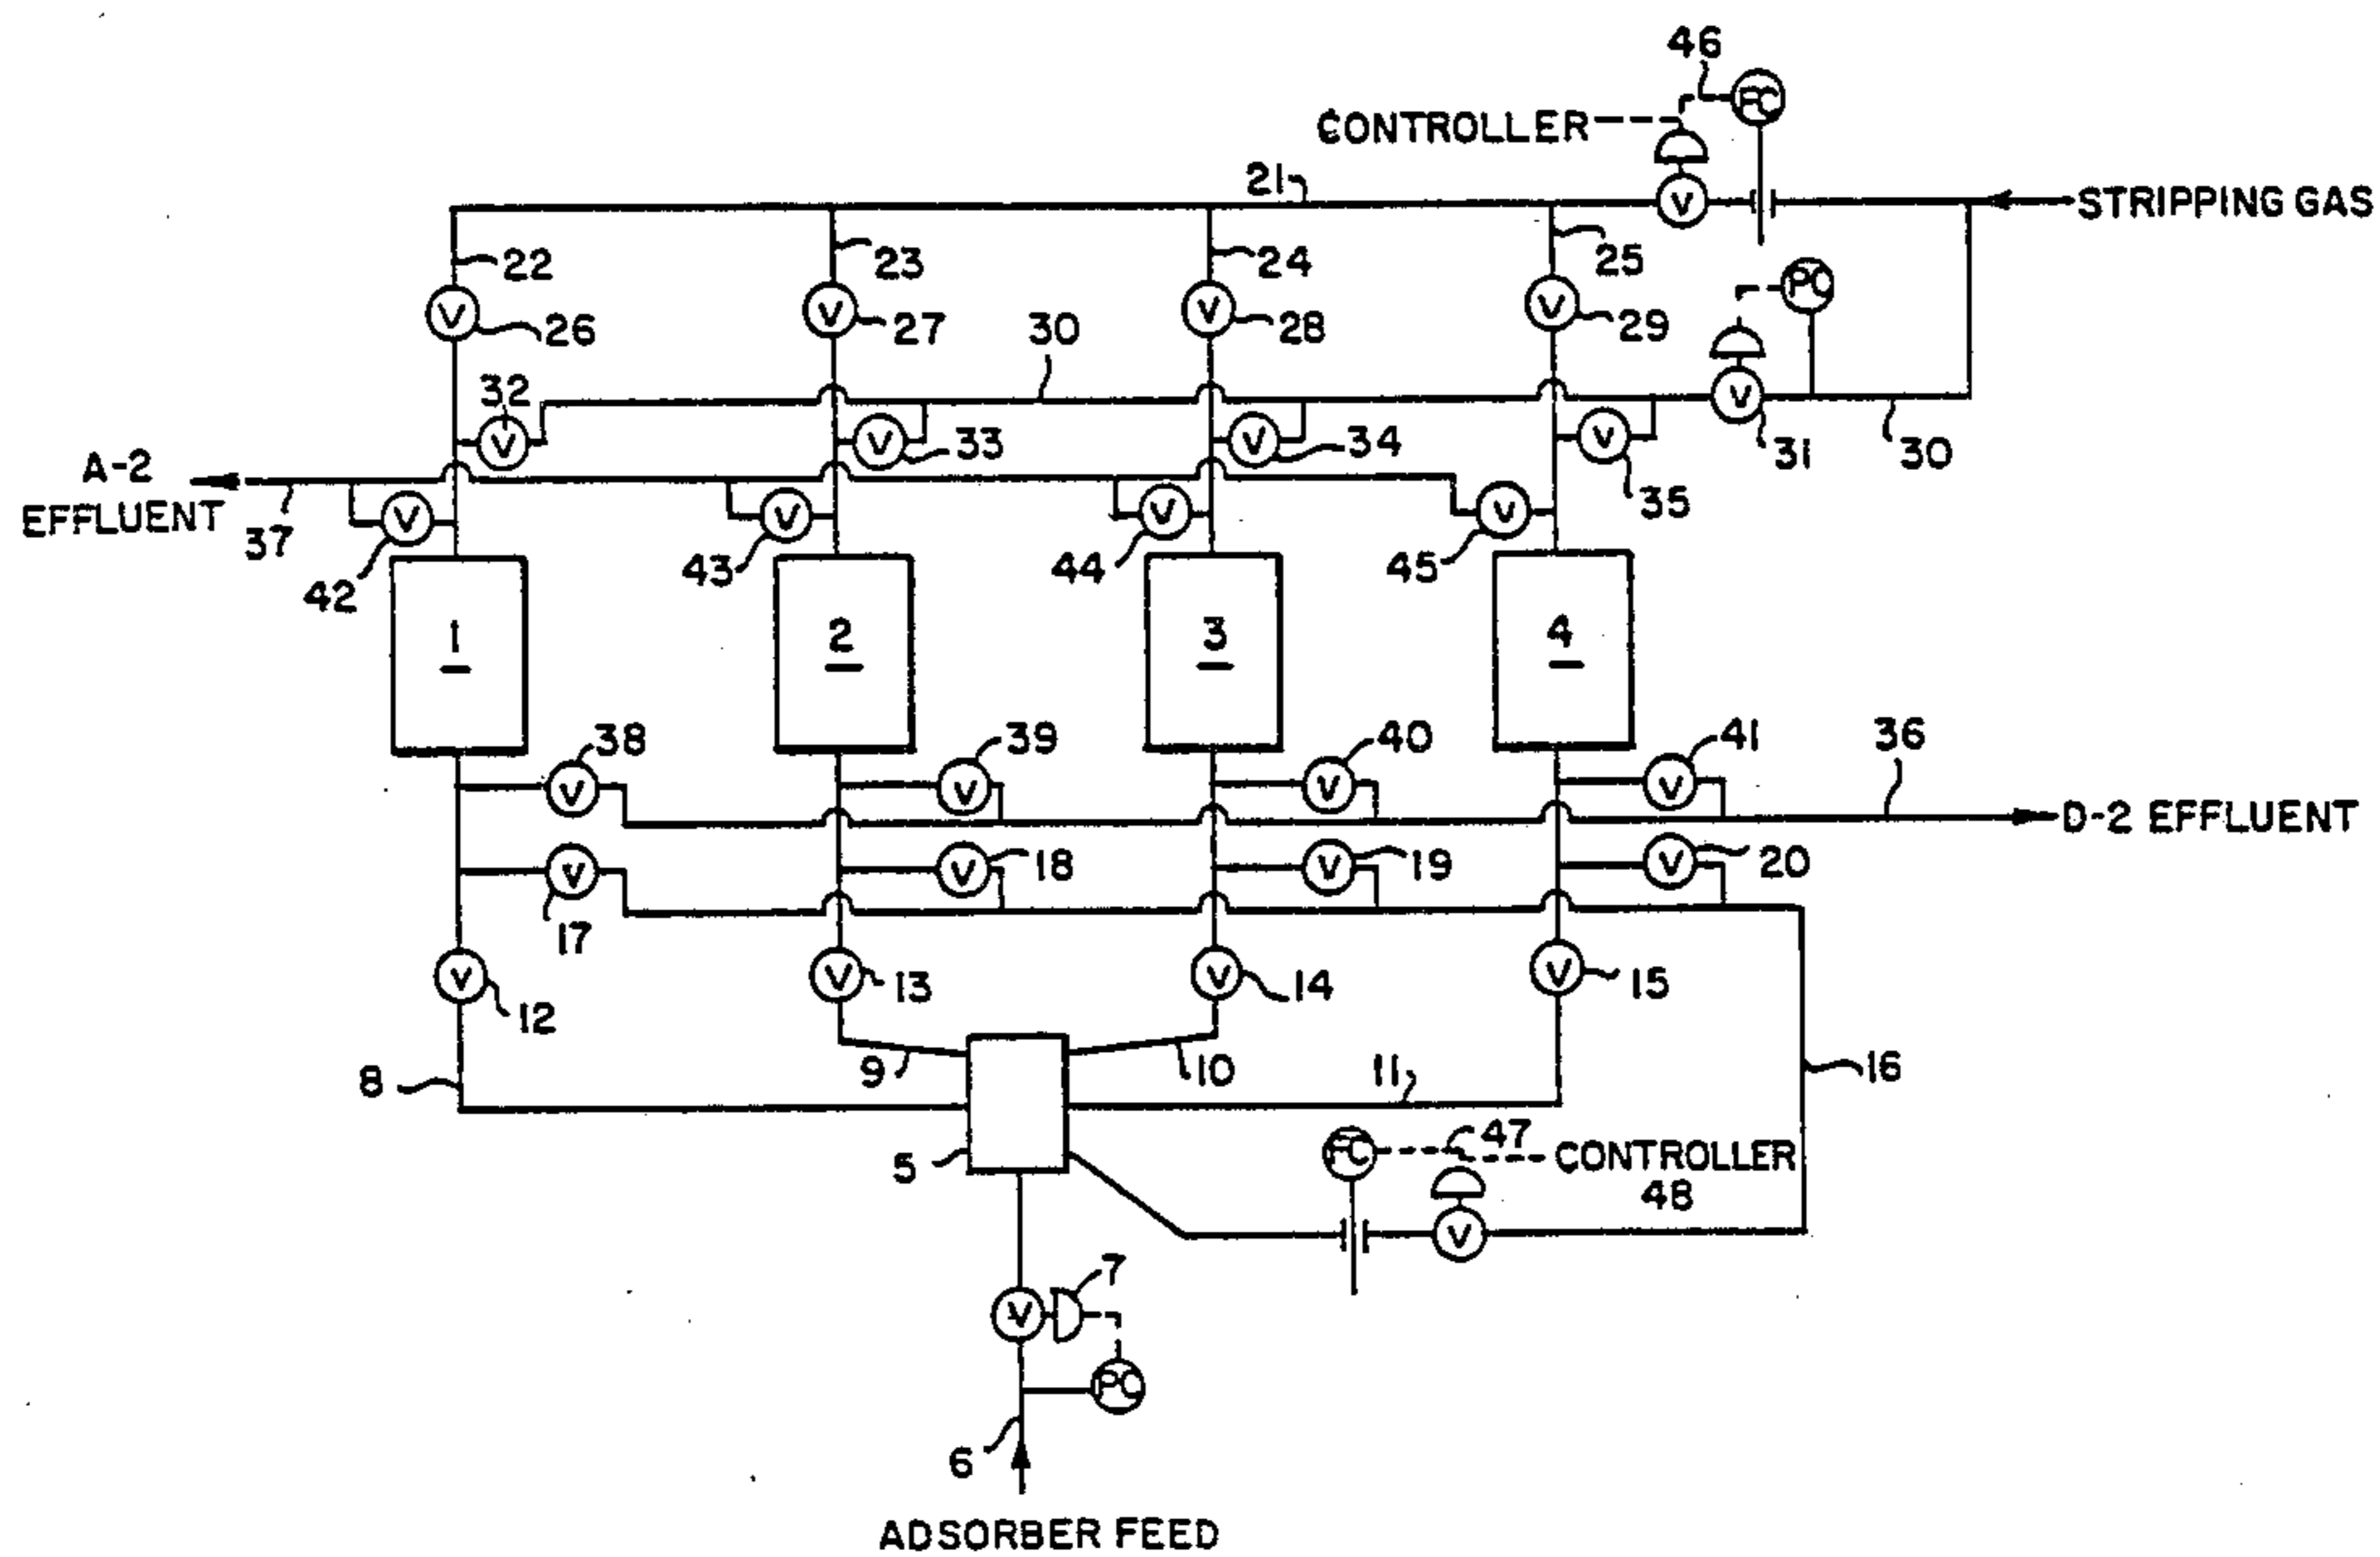 46
FC
CONTROLLER
V
STRIPPING GAS
21
22
23
24
25
PC
V
26
V
27
V
28
V
29
30
32
V
V
33
V
34
V
35
V
31
30
A-2
EFFLUENT
37
V
42
V
43
V
44
V
45
1
2
3
4
38
V
39
V
40
V
41
V
36
D-2 EFFLUENT
V
17
V
18
V
19
V
20
V
12
V
13
V
14
V
15
8
9
10
11
16
5
FC
47
CONTROLLER
48
V
7
V
PC
6
ADSORBER FEED